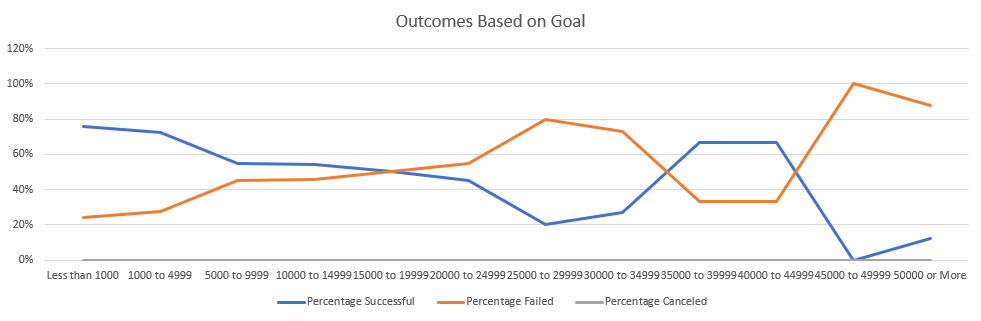 Outcomes Based on Goal
120%
100%
80%
60%
40%
20%
0%
Less than 1000 1000 to 4999 5000 to 9999 10000 to 14999 15000 to 19999 20000 to 24999 25000 to 29999 30000 to 34999 35000 to 39999 40000 to 44999 45000 to 49999 50000 or More
Percentage Successful Percentage Failed Percentage Canceled